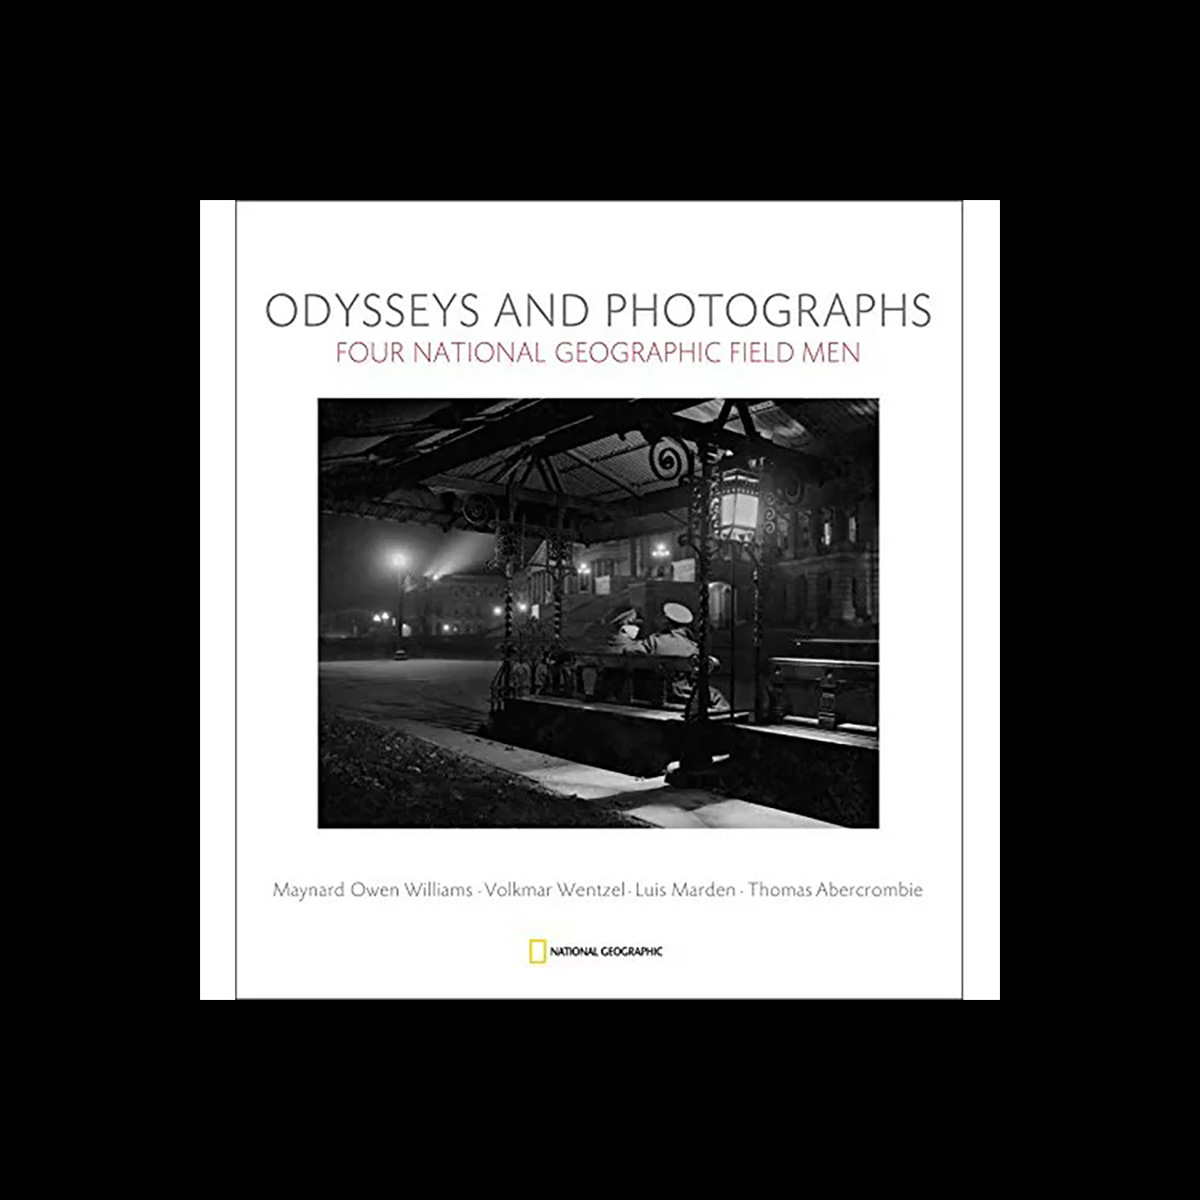 ODYSSEYS AND PHOTOGRAPHS
FOUR NATIONAL GEOGRAPHIC FIELD MEN
Maynard Owen Williams · Volkmar Wentzel · Luis Marden · Thomas Abercrombie
NATIONAL GEOGRAPHIC